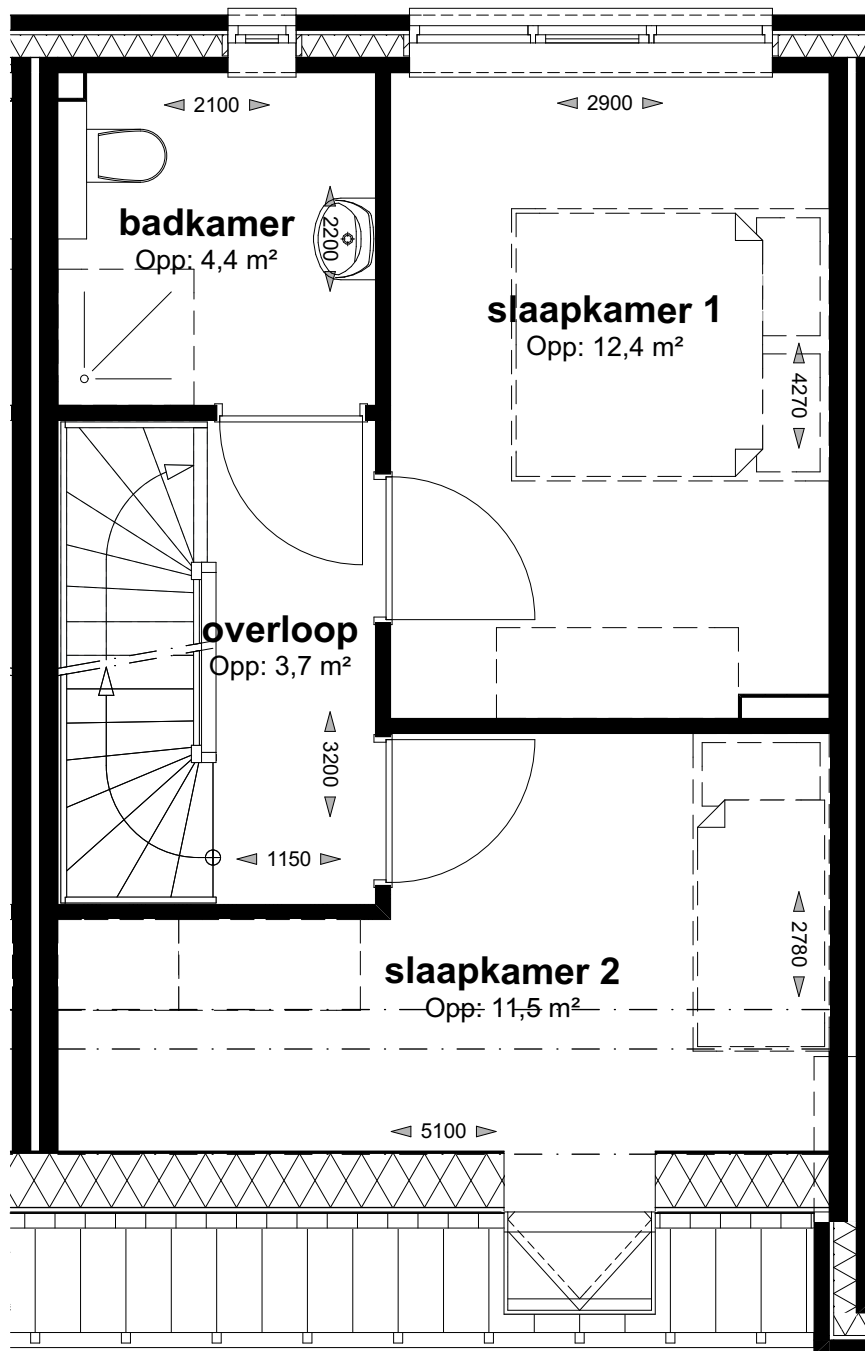 2100
2900
badkamer
Opp: 4,4 m²
2200
slaapkamer 1
Opp: 12,4 m²
4270
overloop
Opp: 3,7 m²
3200
1150
slaapkamer 2
Opp: 11,5 m²
2780
5100